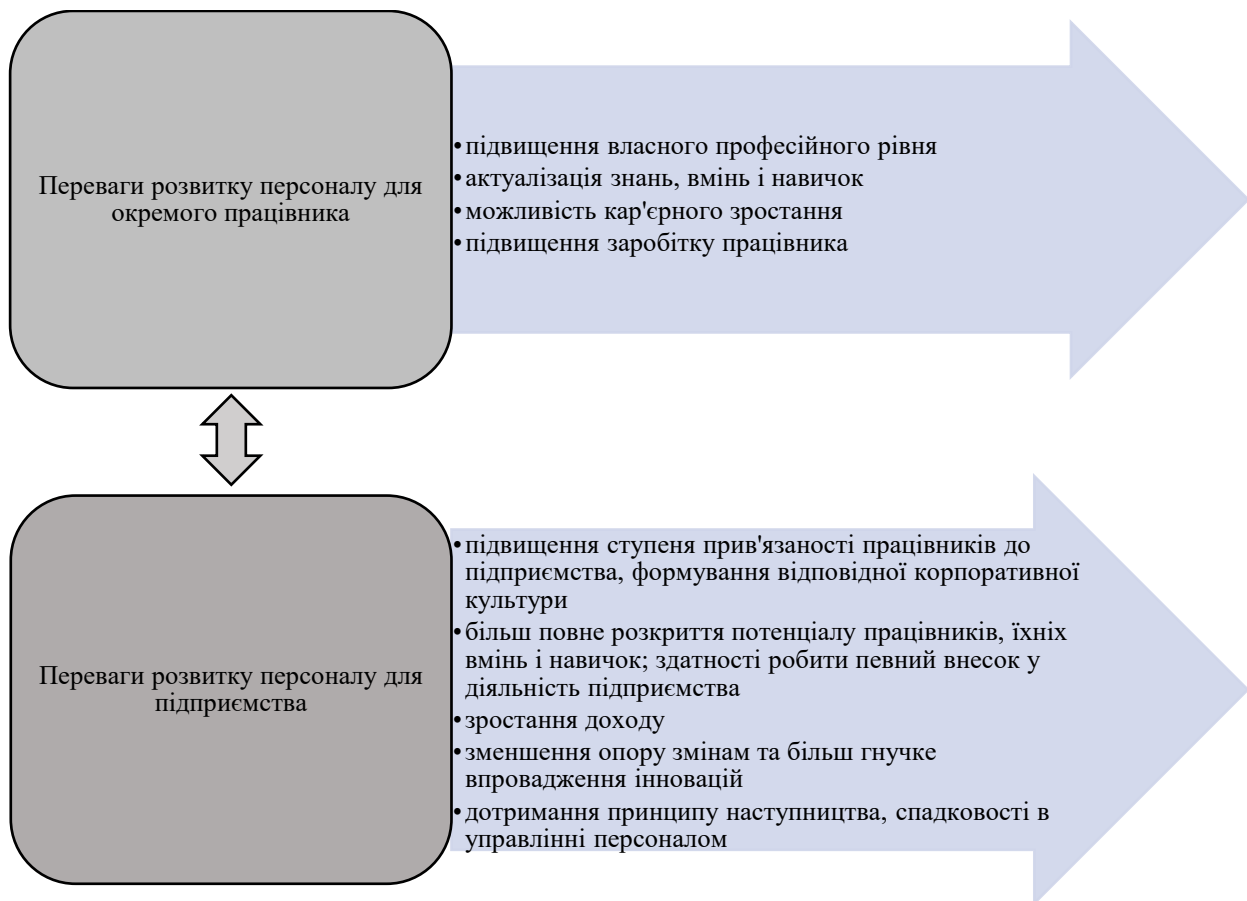 Переваги розвитку персоналу для
окремого працівника
•підвищення власного професійного рівня
•актуалізація знань, вмінь і навичок
•можливість кар'єрного зростання
•підвищення заробітку працівника
Переваги розвитку персоналу для
підприємства
•підвищення ступеня прив'язаності працівників до
підприємства, формування відповідної корпоративної
культури
•більш повне розкриття потенціалу працівників, їхніх
вмінь і навичок; здатності робити певний внесок у
діяльність підприємства
•зростання доходу
•зменшення опору змінам та більш гнучке
впровадження інновацій
•дотримання принципу наступництва, спадковості в
управлінні персоналом